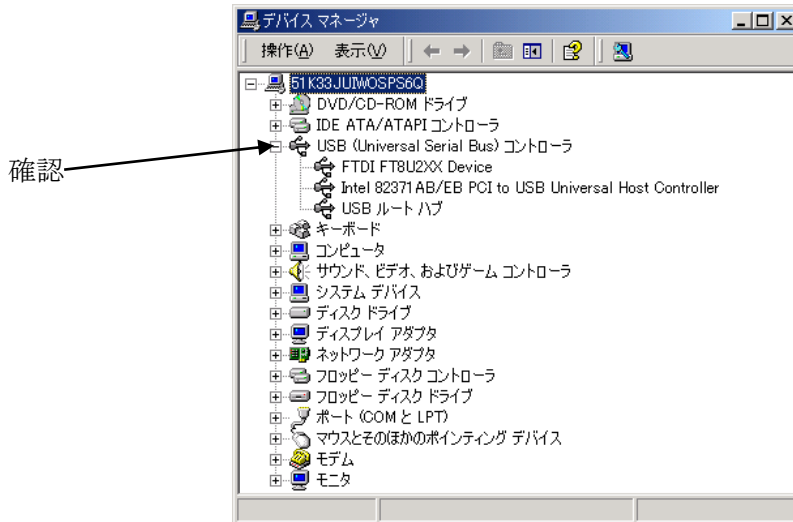 デバイス マネージャ
操作(A) 表示(V)
51K33JUIWOSPS6Q
DVD/CD-ROM ドライブ
IDE ATA/ATAPI コントローラ
USB (Universal Serial Bus) コントローラ
確認
FTDI FT8U2XX Device
Intel 82371AB/EB PCI to USB Universal Host Controller
USB ルート ハブ
キーボード
コンピュータ
サウンド、ビデオ、およびゲーム コントローラ
システム デバイス
ディスク ドライブ
ディスプレイ アダプタ
ネットワーク アダプタ
フロッピー ディスク コントローラ
フロッピー ディスク ドライブ
ポート (COM と LPT)
マウスとそのほかのポインティング デバイス
モデム
モニタ